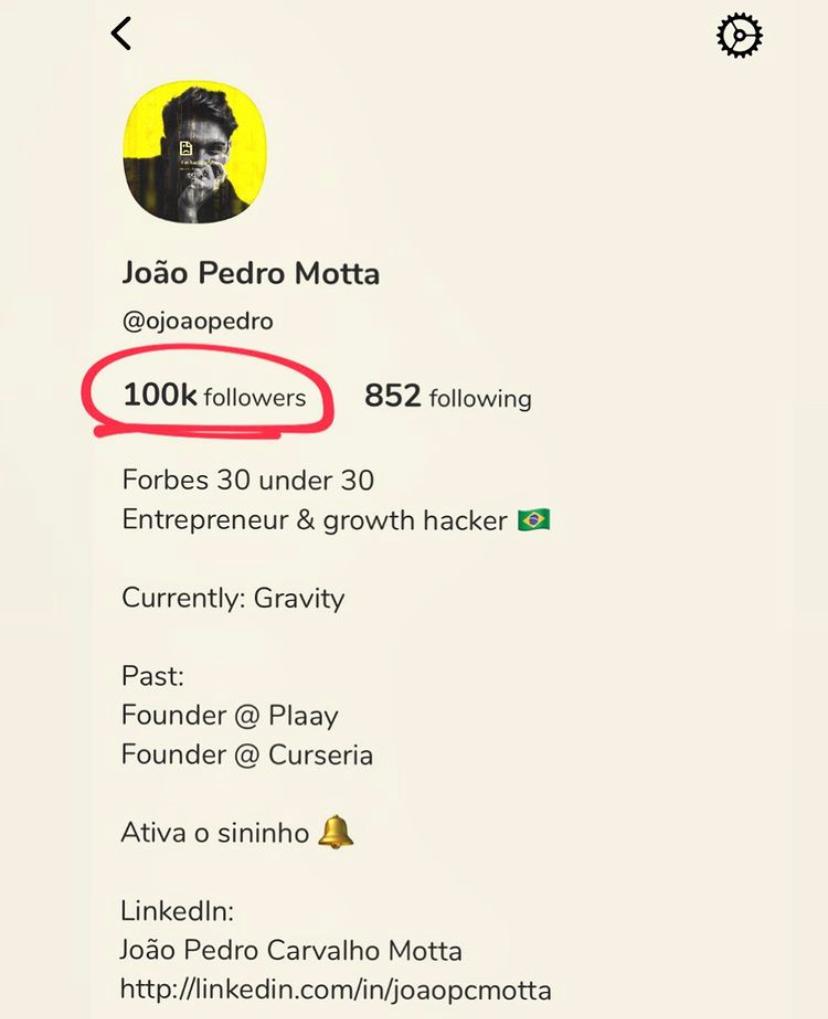 João Pedro Motta
@ojoaopedro
100k followers 852 following
Forbes 30 under 30
Entrepreneur & growth hacker 🇧🇷
Currently: Gravity
Past:
Founder @ Plaay
Founder @ Curseria
Ativa o sininho 🔔
LinkedIn:
João Pedro Carvalho Motta
http://linkedin.com/in/joaopcmotta